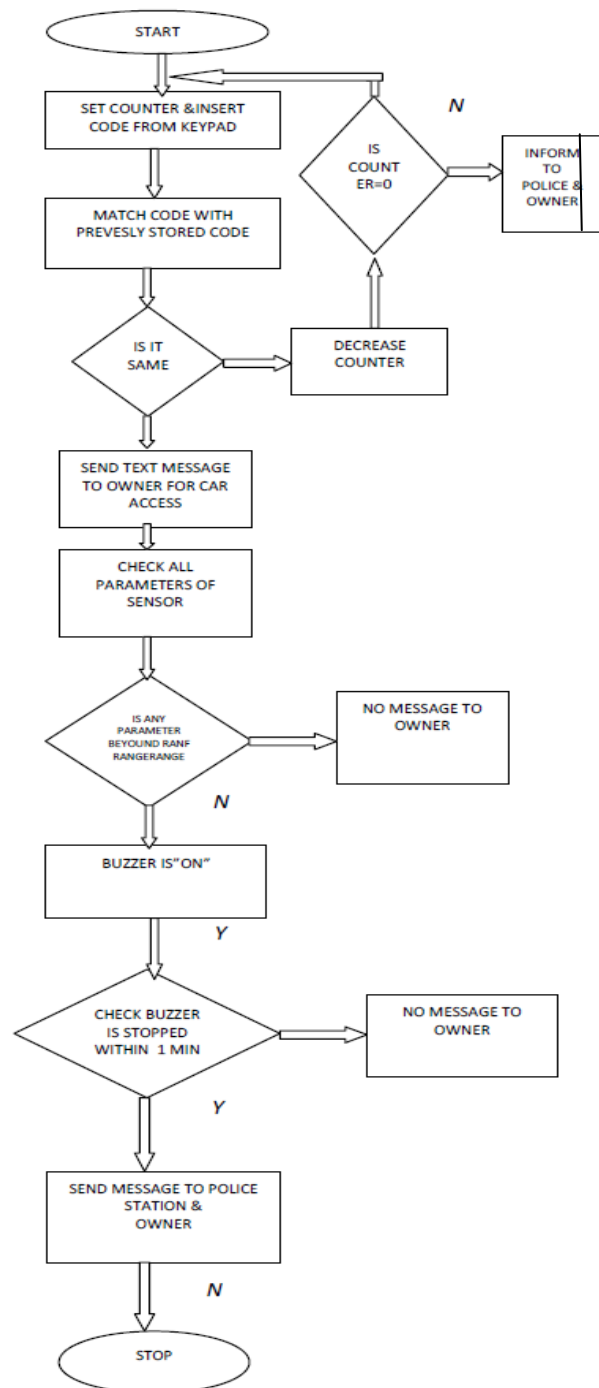 START
SET COUNTER &INSERT
CODE FROM KEYPAD
MATCH CODE WITH
PREVESLY STORED CODE
IS IT
SAME
DECREASE
COUNTER
IS
COUNT
ER=0
N
INFORM
TO
POLICE &
OWNER
SEND TEXT MESSAGE
TO OWNER FOR CAR
ACCESS
CHECK ALL
PARAMETERS OF
SENSOR
IS ANY
PARAMETER
BEYOUND RANF
RANGERANGE
NO MESSAGE TO
OWNER
N
BUZZER IS"ON"
Y
CHECK BUZZER
IS STOPPED
WITHIN 1 MIN
NO MESSAGE TO
OWNER
Y
SEND MESSAGE TO POLICE
STATION &
OWNER
N
STOP